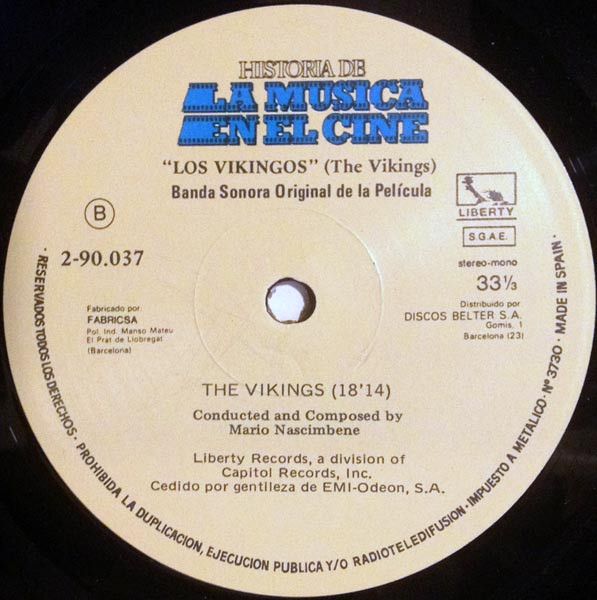 HISTORIA DE
LA MUSICA
EN EL CINE
"LOS VIKINGOS" (The Vikings)
Banda Sonora Original de la Película
B
LIBERTY
S.G.A.E.
2-90.037
stereo-mono
33⅓
Fabricado por
FABRICSA
Pol. Ind. Manso Mateu
El Prat de Llobregat
(Barcelona)
Distribuido por
DISCOS BELTER S.A.
Gomis, 1
Barcelona (23)
THE VIKINGS (18'14)
Conducted and Composed by
Mario Nascimbene
Liberty Records, a division of
Capitol Records, Inc.
Cedido por gentileza de EMI-Odeon, S.A.
· RESERVADOS TODOS LOS DERECHOS · PROHIBIDA LA DUPLICACION, EJECUCION PUBLICA Y/O RADIOTELEDIFUSION · IMPUESTO A METALICO · Nº 3730 · MADE IN SPAIN ·